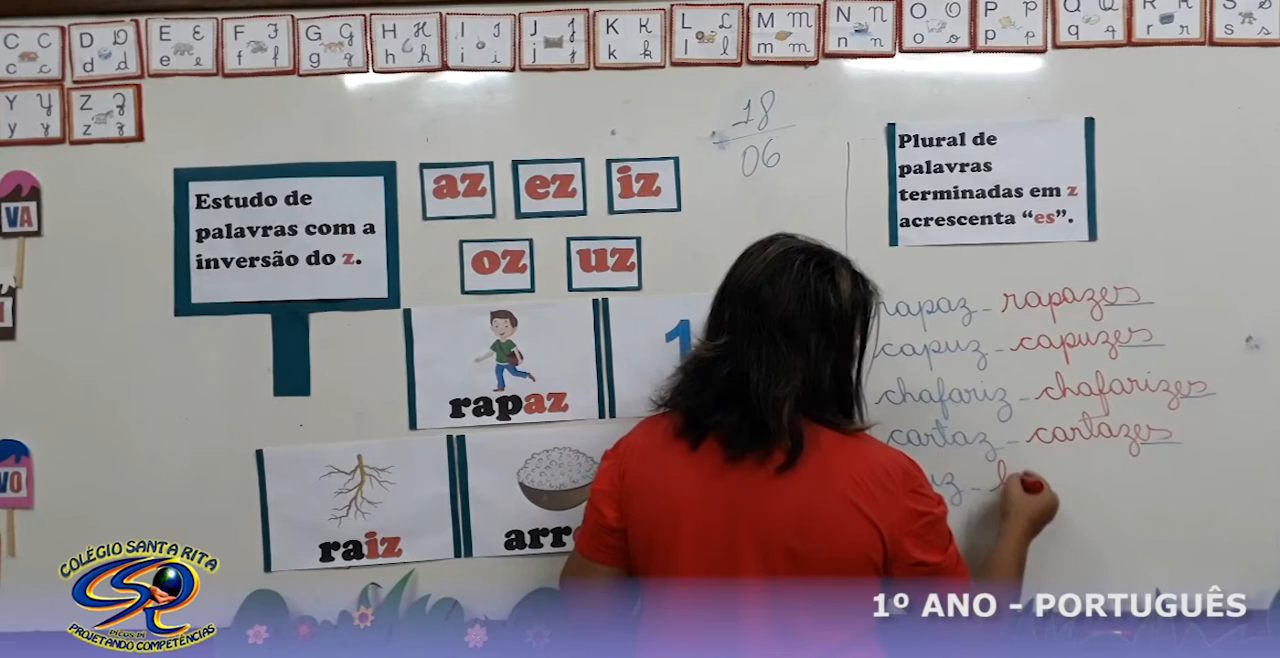 C C c c
D D d d
E E e e
F F f f
G G g g
H H h h
I I i i
J J j j
K K k k
L L l l
M M m m
N N n n
O O o o
P P p p
Q Q q q
R R r r
S S s s
Y Y y y
Z Z z z
VA
VO
Estudo de
palavras com a
inversão do z.
az ez iz
oz uz
18
06
rapaz
raiz
Plural de
palavras
terminadas em z
acrescenta “es”.
rapaz - rapazes
capuz - capuzes
chafariz - chafarizes
cartaz - cartazes
COLÉGIO SANTA RITA
PICOS-PI
PROJETANDO COMPETÊNCIAS
1º ANO - PORTUGUÊS